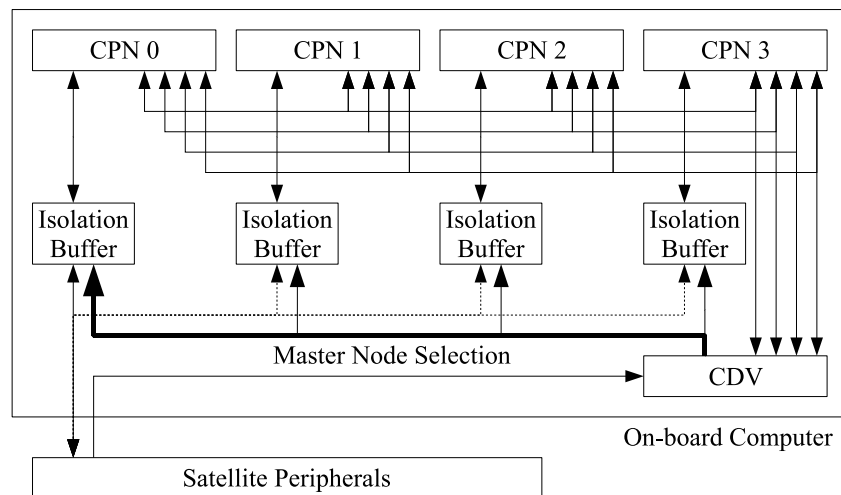 CPN 0
CPN 1
CPN 2
CPN 3
Isolation
Buffer
Isolation
Buffer
Isolation
Buffer
Isolation
Buffer
Master Node Selection
CDV
On-board Computer
Satellite Peripherals